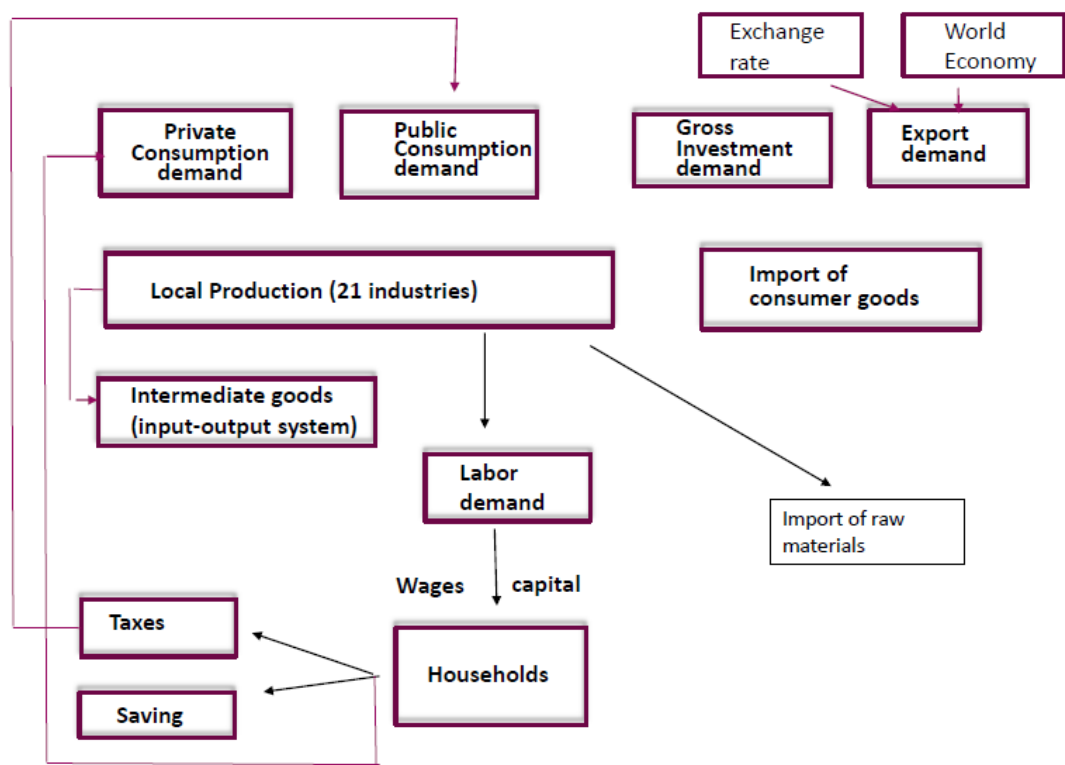 Exchange
rate
World
Economy
Private
Consumption
demand
Public
Consumption
demand
Gross
Investment
demand
Export
demand
Local Production (21 industries)
Import of
consumer goods
Intermediate goods
(input-output system)
Labor
demand
Import of raw
materials
Wages
capital
Taxes
Households
Saving